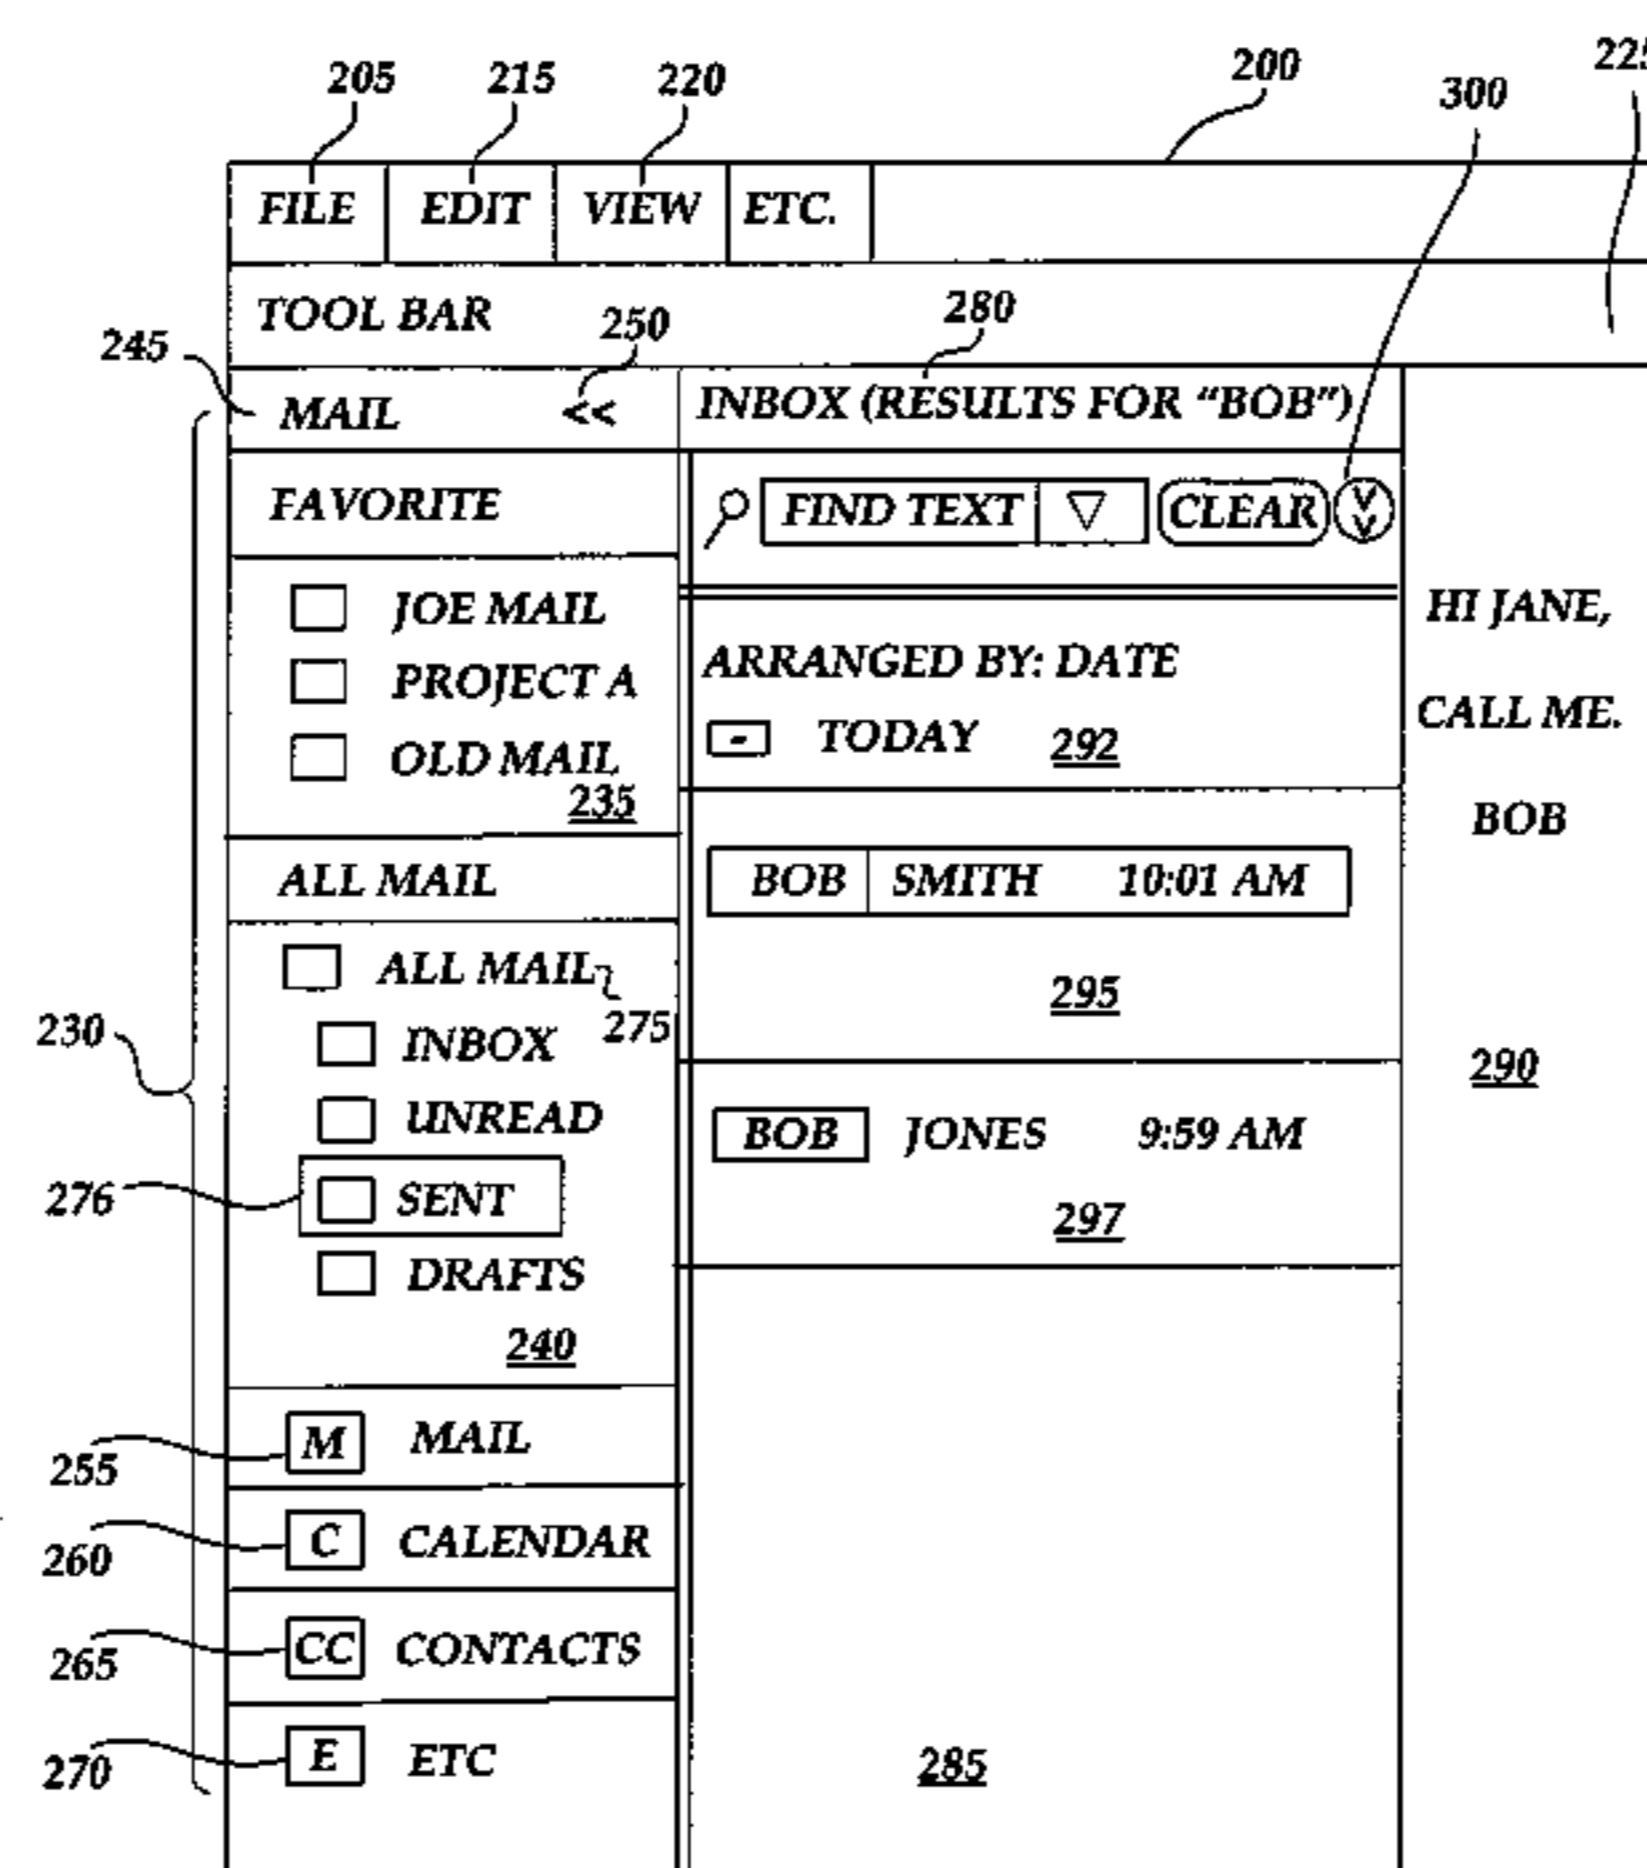 205 215 220 200 300 225
FILE EDIT VIEW ETC.
TOOL BAR
245 250 280
MAIL << INBOX (RESULTS FOR "BOB")
FAVORITE
FIND TEXT CLEAR
JOE MAIL
PROJECT A
OLD MAIL
235
ARRANGED BY: DATE
- TODAY 292
HI JANE,
CALL ME.
BOB
ALL MAIL
BOB SMITH 10:01 AM
295
ALL MAIL
275
INBOX
UNREAD
SENT
DRAFTS
230
276
240
BOB JONES 9:59 AM
297
290
M MAIL
255
C CALENDAR
260
CC CONTACTS
265
E ETC
270
285